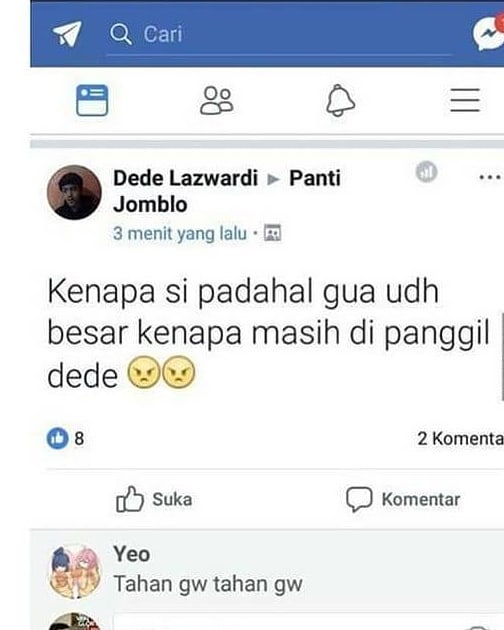 Cari
Dede Lazwardi ▸ Panti
Jomblo
3 menit yang lalu ·
Kenapa si padahal gua udh
besar kenapa masih di panggil
dede 😠😠
8
2 Komenta
Suka
Komentar
Yeo
Tahan gw tahan gw